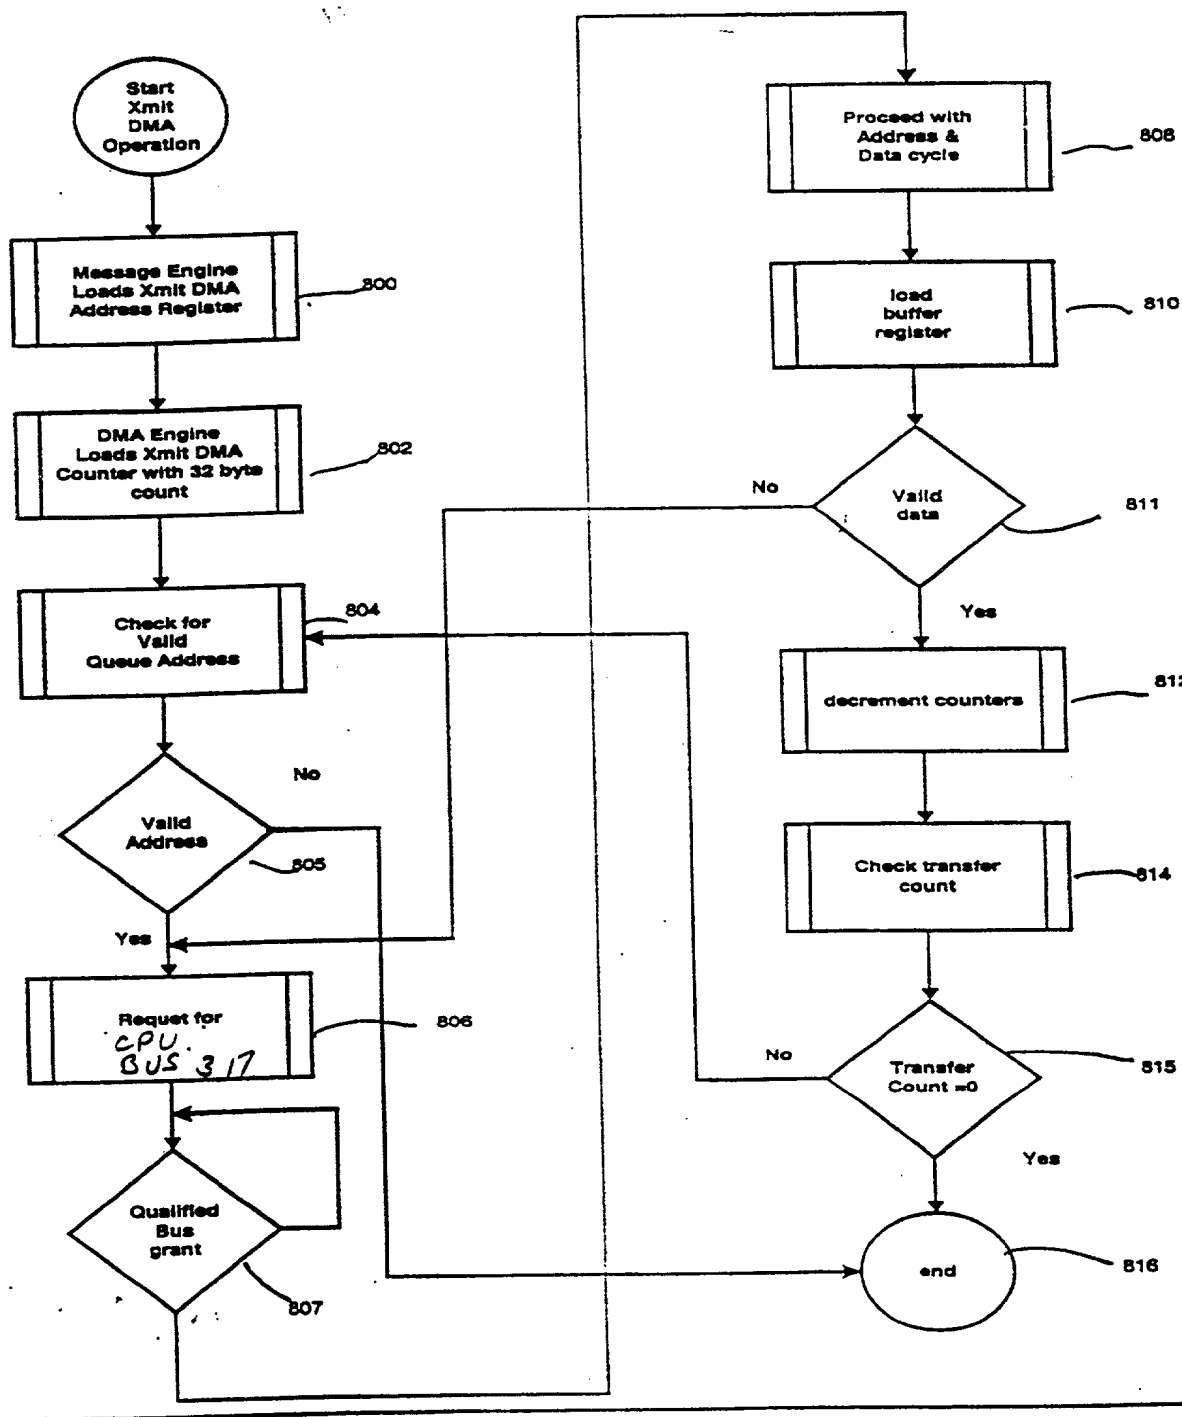 Start
Xmit
DMA
Operation
Message Engine
Loads Xmit DMA
Address Register
800
DMA Engine
Loads Xmit DMA
Counter with 32 byte
count
802
Check for
Valid
Queue Address
804
Valid
Address
805
No
Yes
Requet for
CPU
BUS 317
806
Qualified
Bus
grant
807
Proceed with
Address &
Data cycle
808
load
buffer
register
810
Valid
data
811
No
Yes
decrement counters
812
Check transfer
count
814
Transfer
Count =0
815
No
Yes
end
816